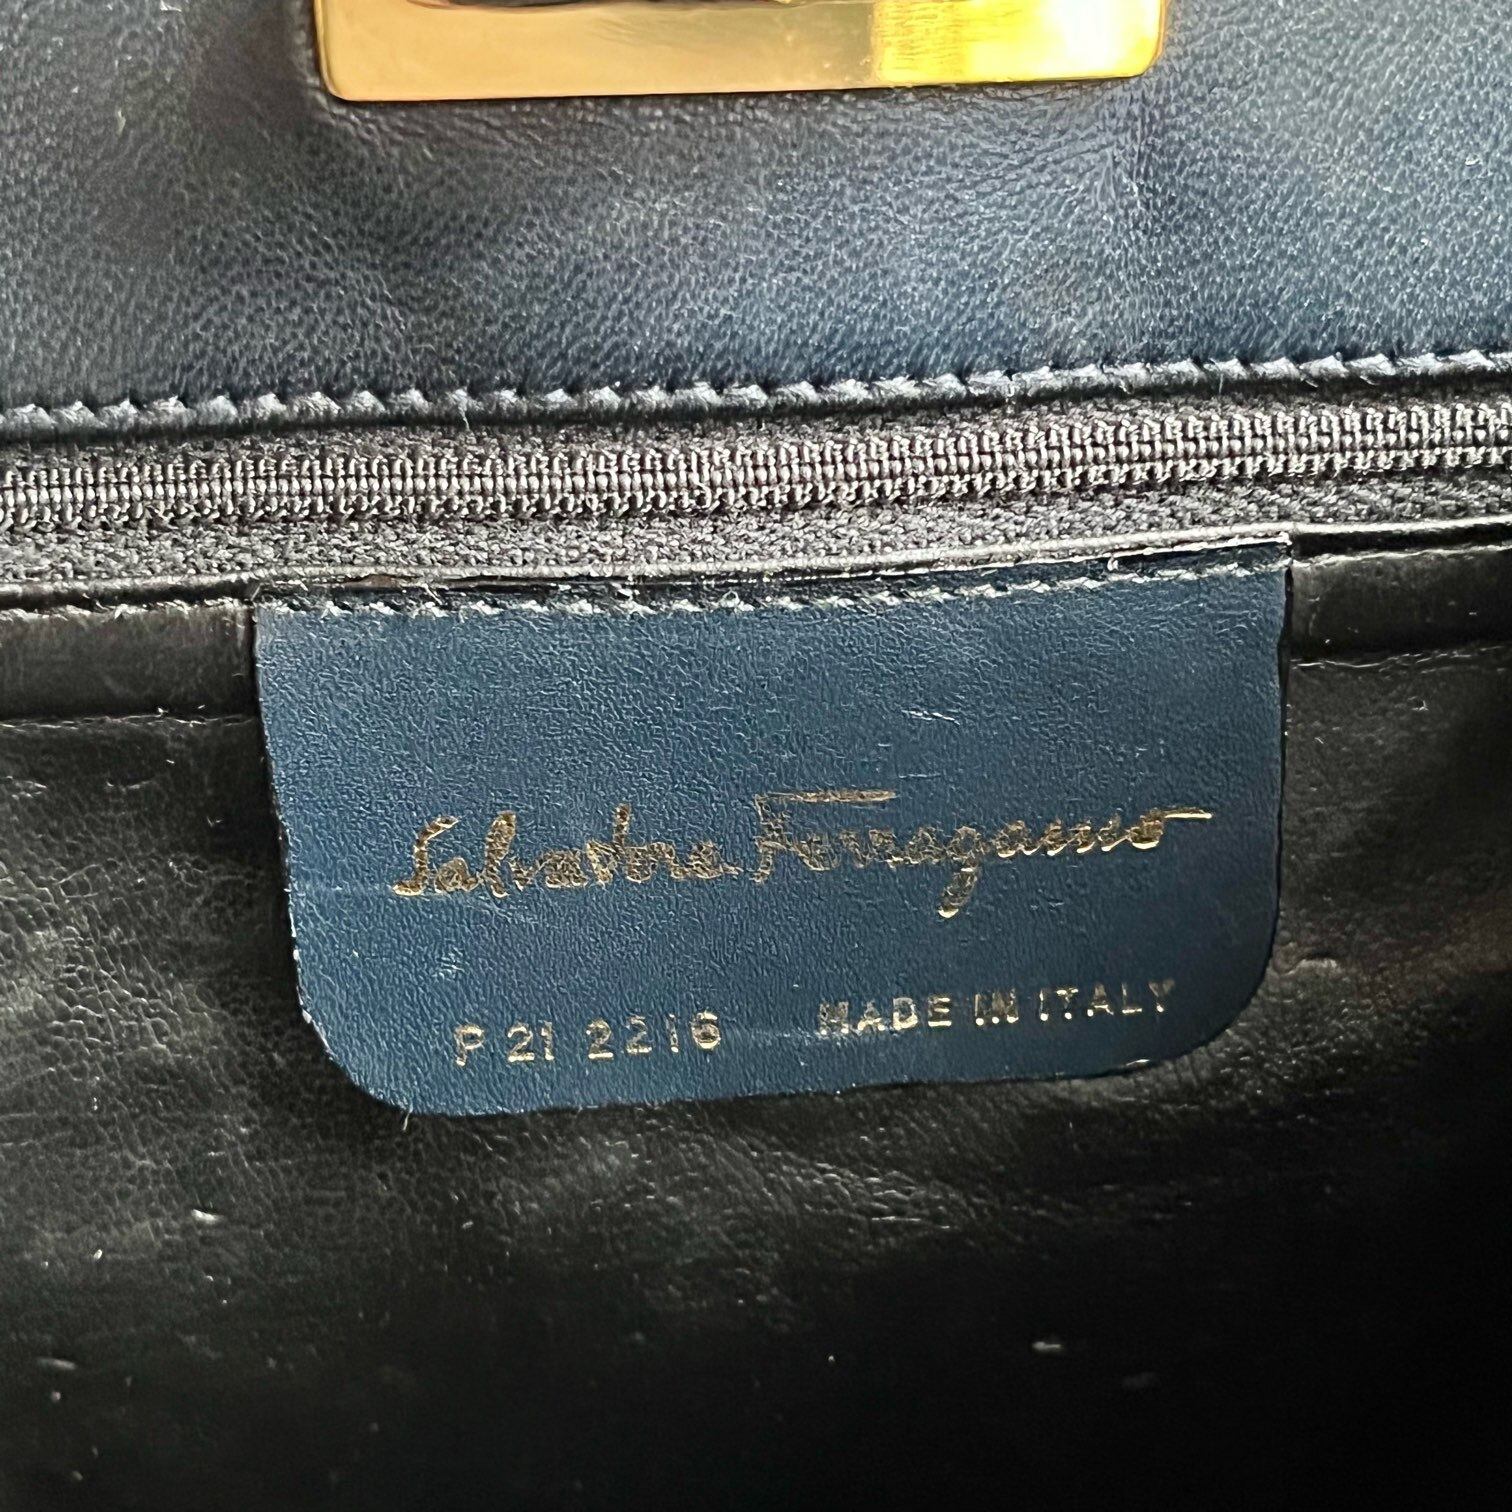 Salvatore Ferragamo
P 21 2216 MADE IN ITALY